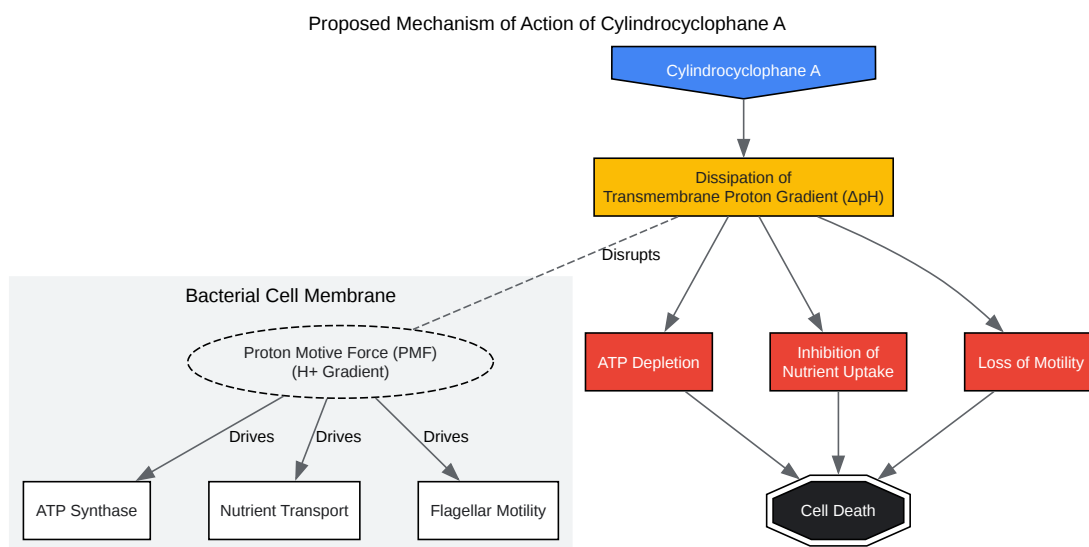 Proposed Mechanism of Action of Cylindrocyclophane A
Cylindrocyclophane A
Dissipation of
Transmembrane Proton Gradient (ΔpH)
Disrupts
Bacterial Cell Membrane
Proton Motive Force (PMF)
(H+ Gradient)
ATP Depletion
Inhibition of
Nutrient Uptake
Loss of Motility
Drives
Drives
Drives
ATP Synthase
Nutrient Transport
Flagellar Motility
Cell Death